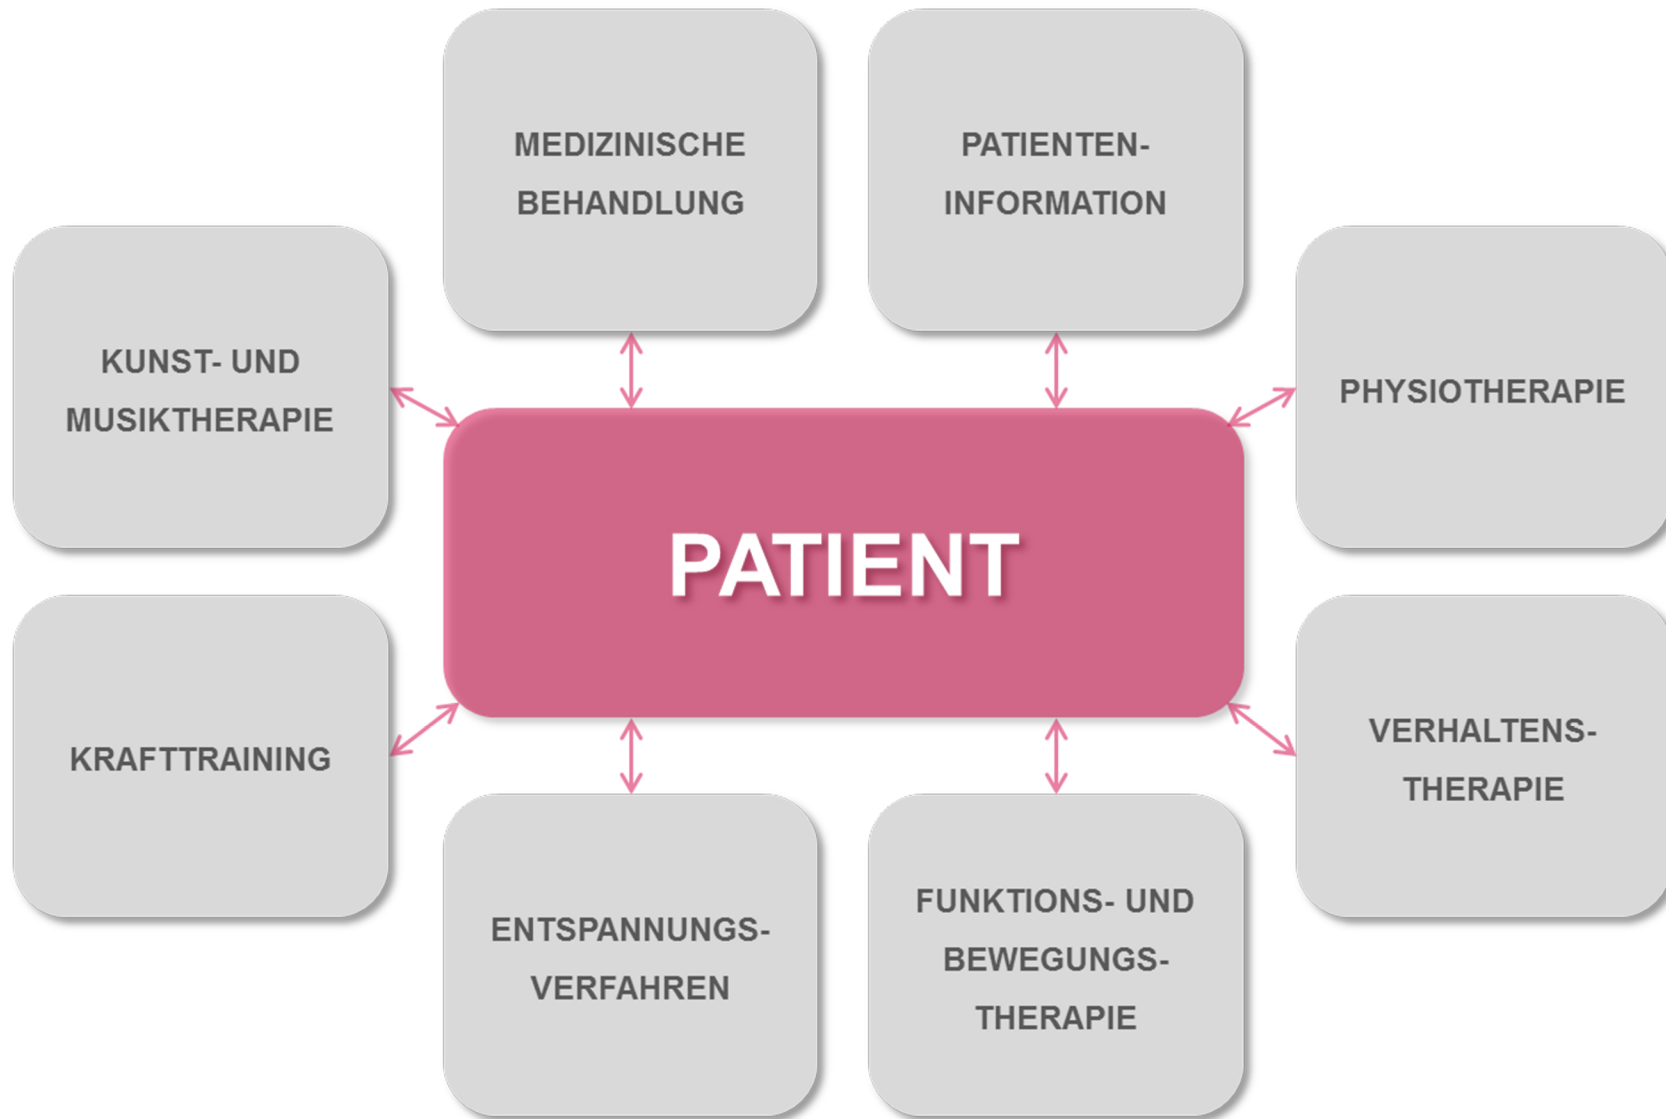 MEDIZINISCHE
BEHANDLUNG
PATIENTEN-
INFORMATION
KUNST- UND
MUSIKTHERAPIE
PHYSIOTHERAPIE
PATIENT
KRAFTTRAINING
VERHALTENS-
THERAPIE
ENTSPANNUNGS-
VERFAHREN
FUNKTIONS- UND
BEWEGUNGS-
THERAPIE